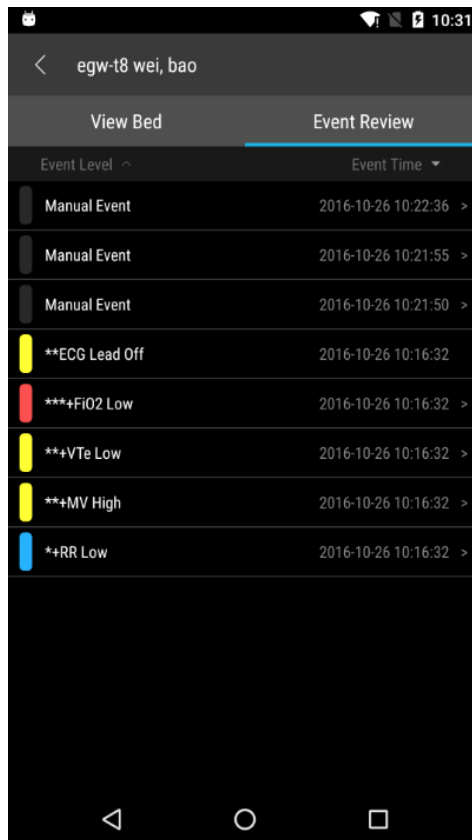 10:31
egw-t8 wei, bao
View Bed Event Review
Event Level Event Time
Manual Event 2016-10-26 10:22:36 >
Manual Event 2016-10-26 10:21:55 >
Manual Event 2016-10-26 10:21:50 >
**ECG Lead Off 2016-10-26 10:16:32
***+FiO2 Low 2016-10-26 10:16:32 >
**+VTe Low 2016-10-26 10:16:32 >
**+MV High 2016-10-26 10:16:32 >
*+RR Low 2016-10-26 10:16:32 >